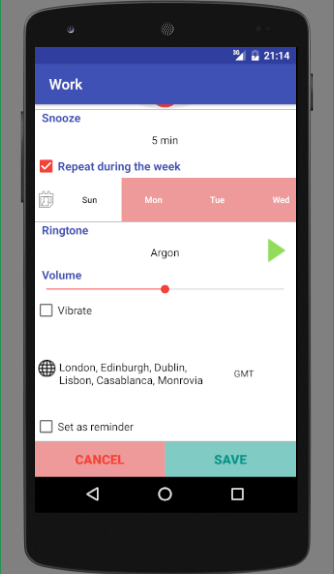 3G 21:14
Work
Snooze
5 min
Repeat during the week
Sun Mon Tue Wed
Ringtone
Argon
Volume
Vibrate
London, Edinburgh, Dublin,
Lisbon, Casablanca, Monrovia
GMT
Set as reminder
CANCEL SAVE